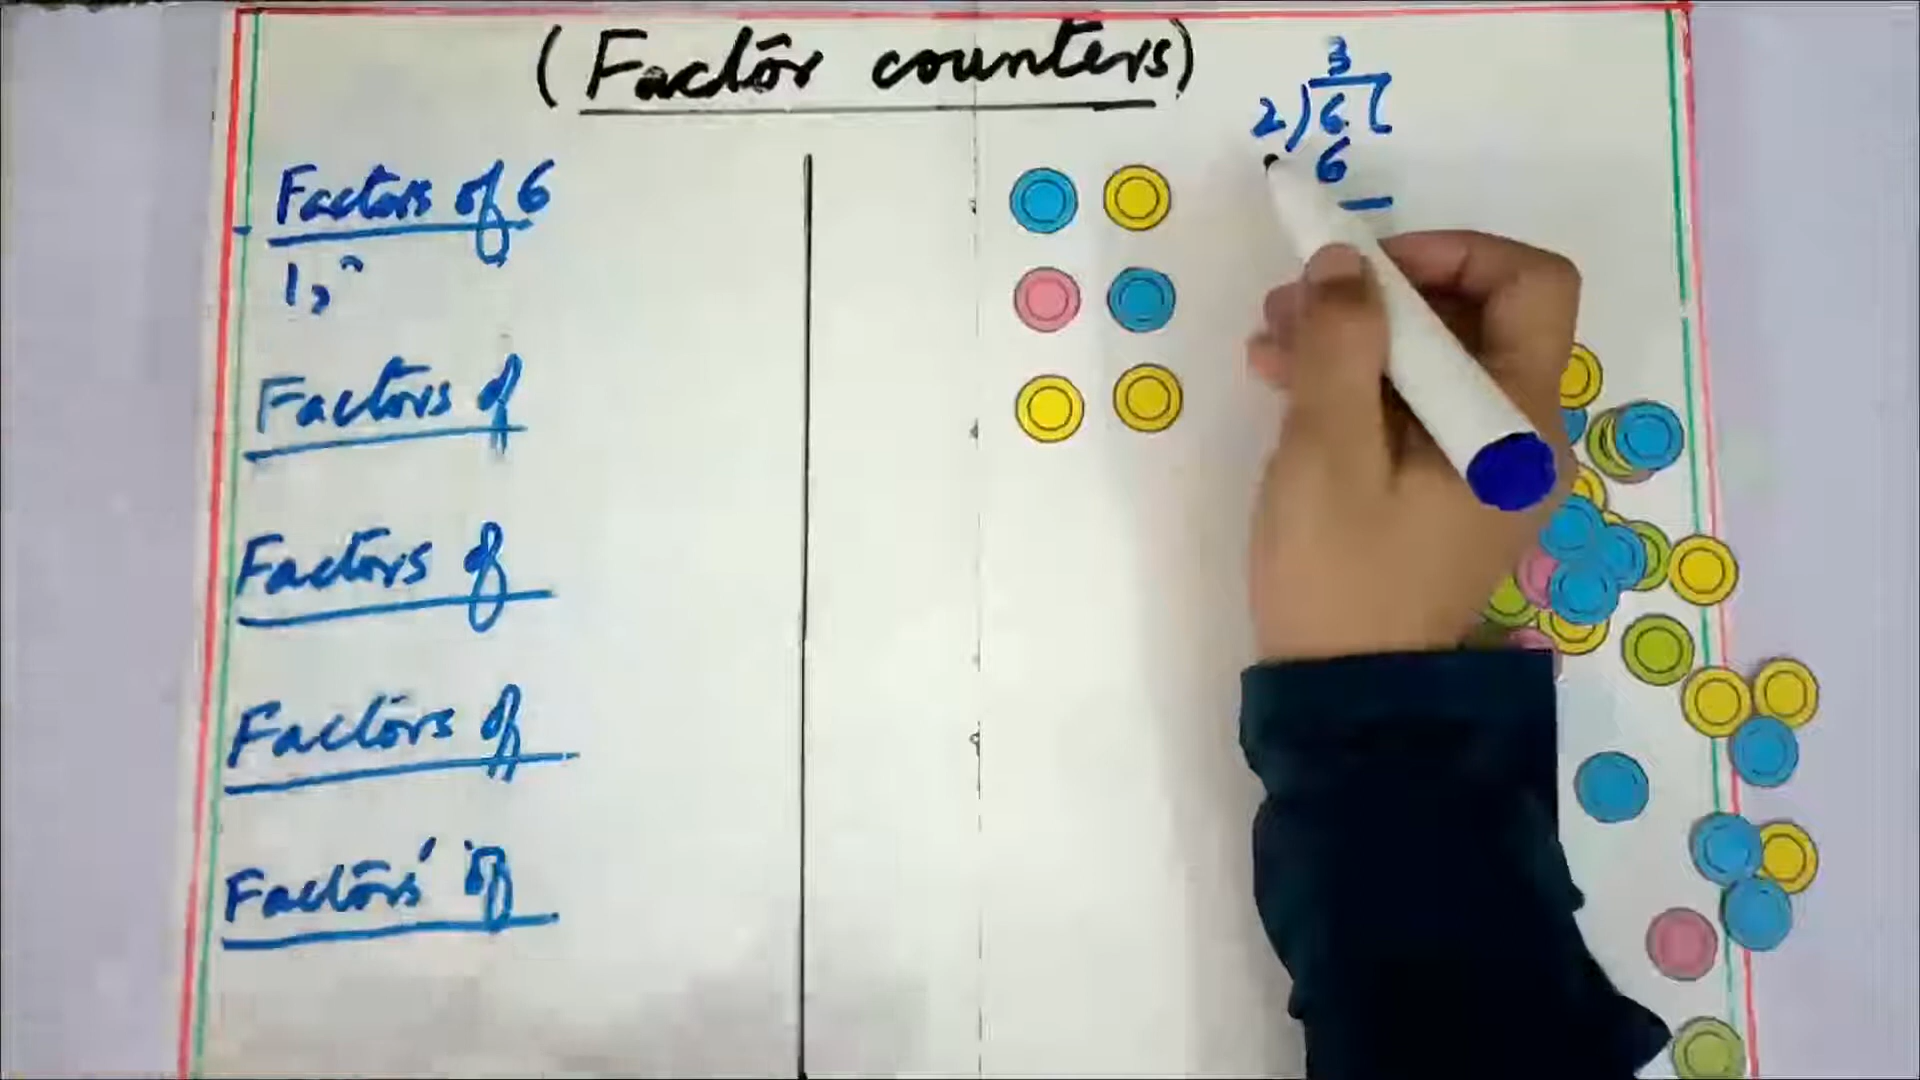 (Factor counters)
3
2) 6 (
6
Factors of 6
1,
Factors of
Factors of
Factors of
Factors of